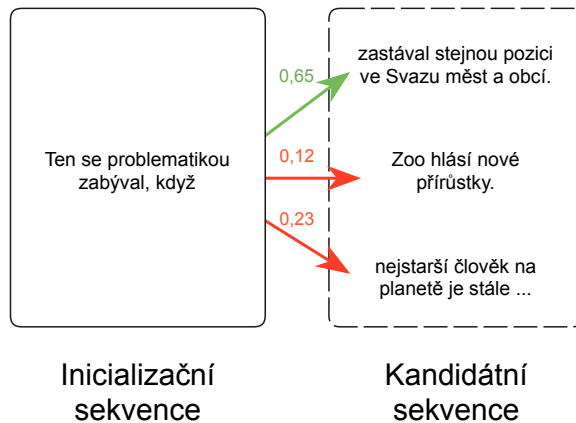 Ten se problematikou
zabýval, když
0,65
0,12
0,23
zastával stejnou pozici
ve Svazu měst a obcí.
Zoo hlásí nové
přírůstky.
nejstarší člověk na
planetě je stále ...
Inicializační
sekvence
Kandidátní
sekvence